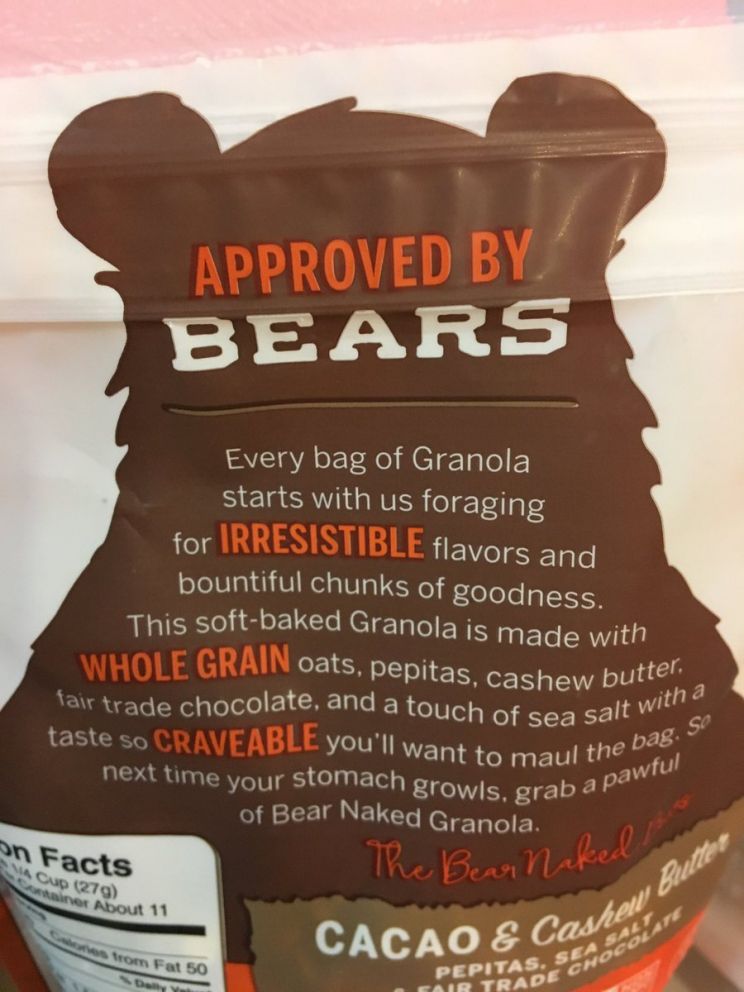 APPROVED BY
BEARS
Every bag of Granola
starts with us foraging
for IRRESISTIBLE flavors and
bountiful chunks of goodness.
This soft-baked Granola is made with
WHOLE GRAIN oats, pepitas, cashew butter,
fair trade chocolate, and a touch of sea salt with a
taste so CRAVEABLE you'll want to maul the bag. So
next time your stomach growls, grab a pawful
of Bear Naked Granola.
The Bear Naked
on Facts
1/4 Cup (27g)
Container About 11
Calories from Fat 50
% Daily
CACAO & Cashew Butter
PEPITAS, SEA SALT
& FAIR TRADE CHOCOLATE